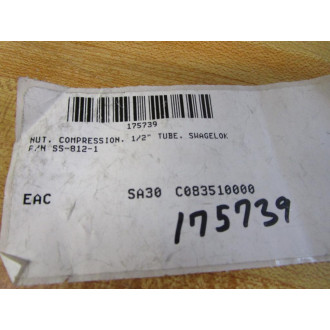 175739
NUT, COMPRESSION, 1/2" TUBE, SWAGELOK
P/N SS-812-1
EAC SA30 C083510000
175739